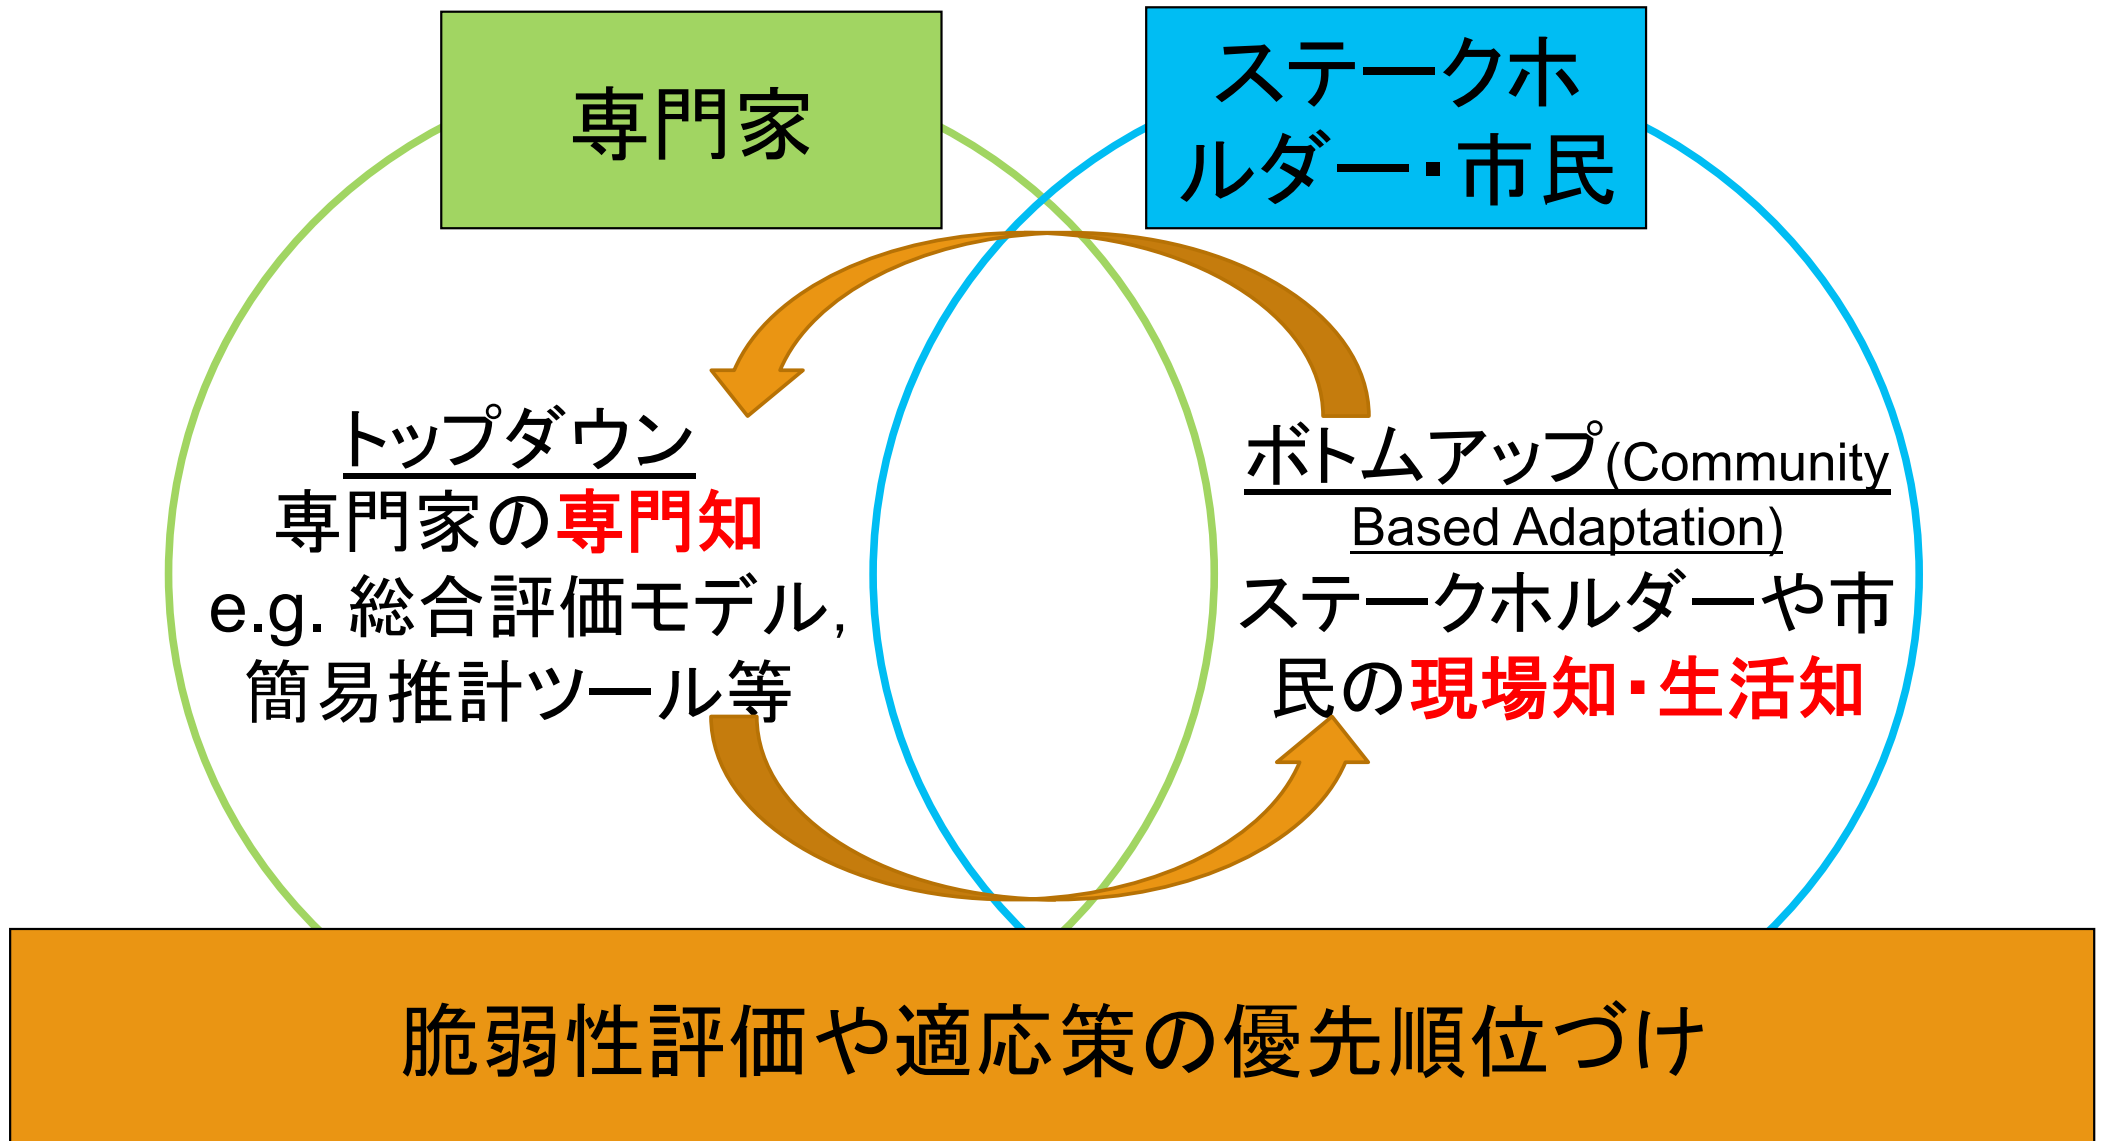 専門家
ステークホ
ルダー・市民
トップダウン
専門家の専門知
e.g. 総合評価モデル,
簡易推計ツール等
ボトムアップ(Community
Based Adaptation)
ステークホルダーや市
民の現場知・生活知
脆弱性評価や適応策の優先順位づけ